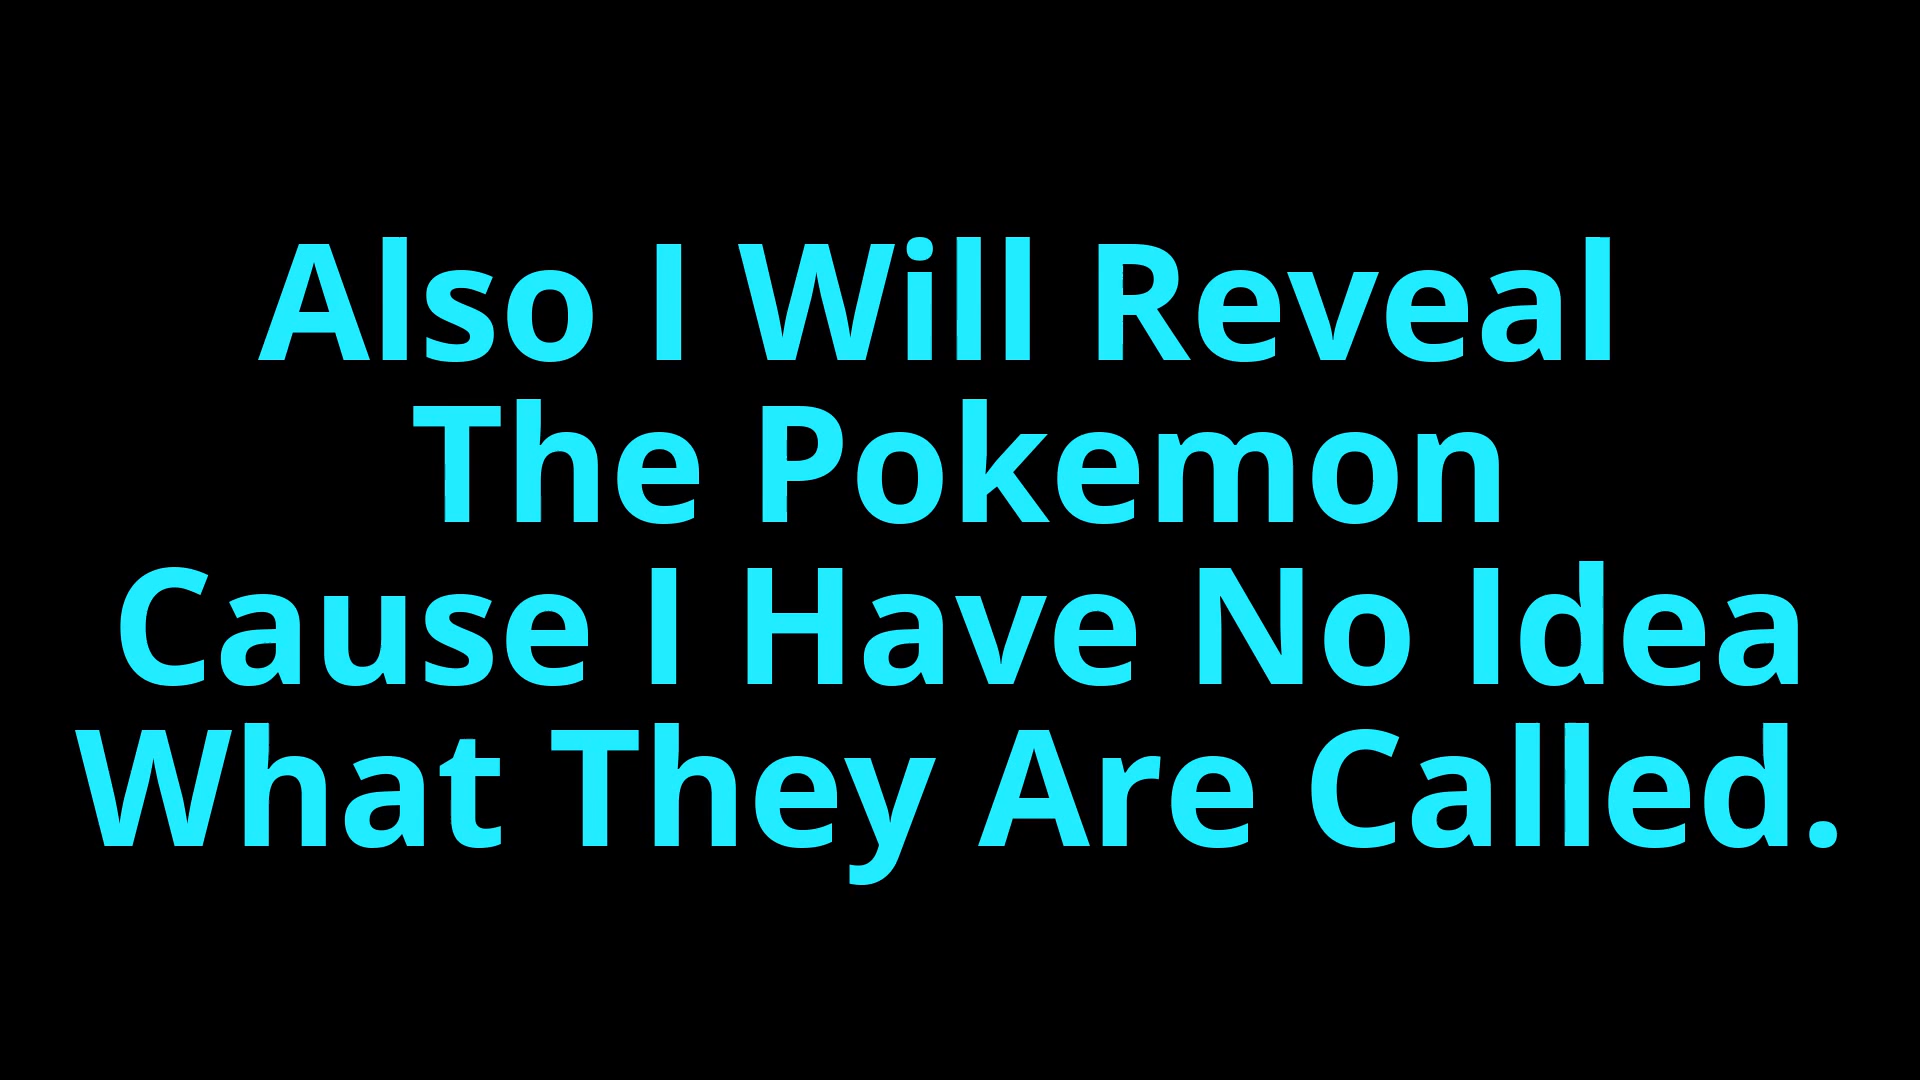 Also I Will Reveal
The Pokemon
Cause I Have No Idea
What They Are Called.